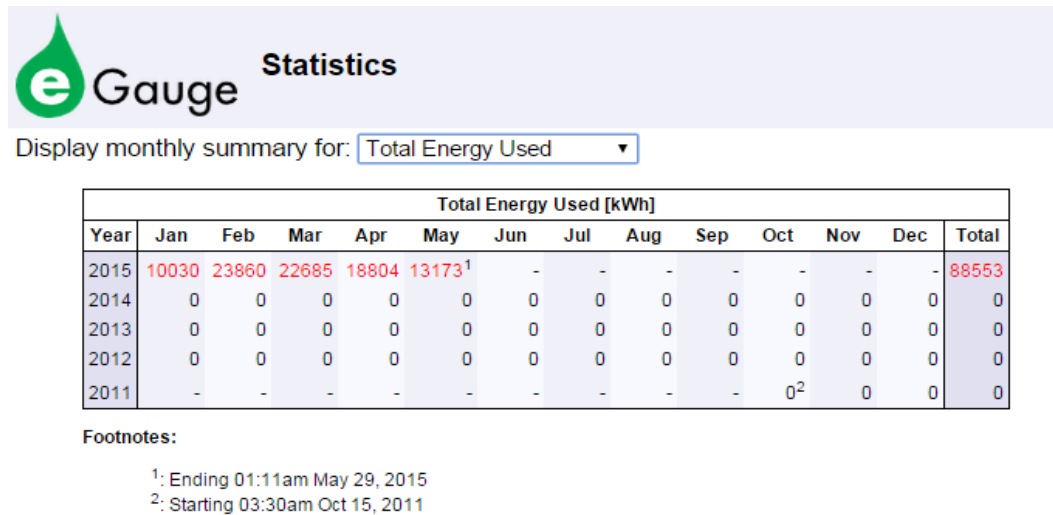 eGauge Statistics
Display monthly summary for: Total Energy Used ▼
Total Energy Used [kWh]
Year Jan Feb Mar Apr May Jun Jul Aug Sep Oct Nov Dec Total
2015 10030 23860 22685 18804 13173¹ - - - - - - - 88553
2014 0 0 0 0 0 0 0 0 0 0 0 0 0
2013 0 0 0 0 0 0 0 0 0 0 0 0 0
2012 0 0 0 0 0 0 0 0 0 0 0 0 0
2011 - - - - - - - - - 0² 0 0 0
Footnotes:
¹: Ending 01:11am May 29, 2015
²: Starting 03:30am Oct 15, 2011